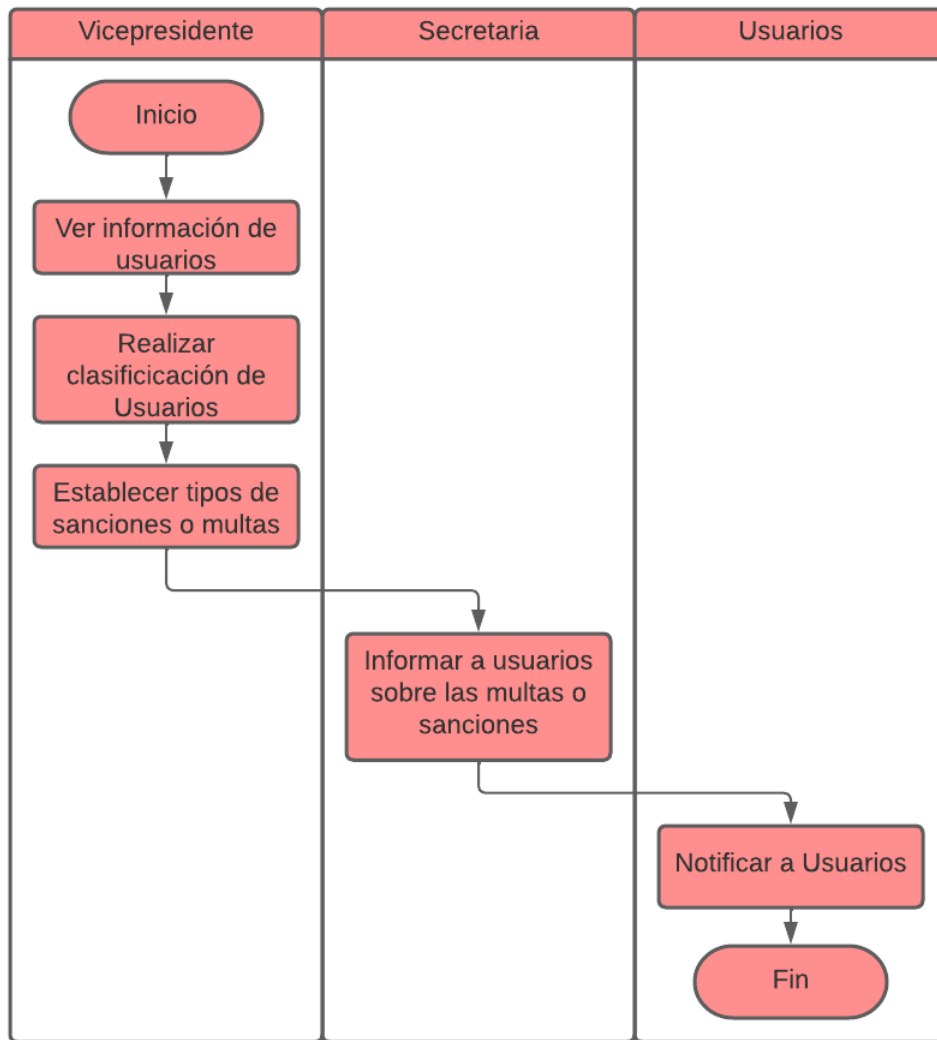 Vicepresidente
Secretaria
Usuarios
Inicio
Ver información de
usuarios
Realizar
clasificicación de
Usuarios
Establecer tipos de
sanciones o multas
Informar a usuarios
sobre las multas o
sanciones
Notificar a Usuarios
Fin